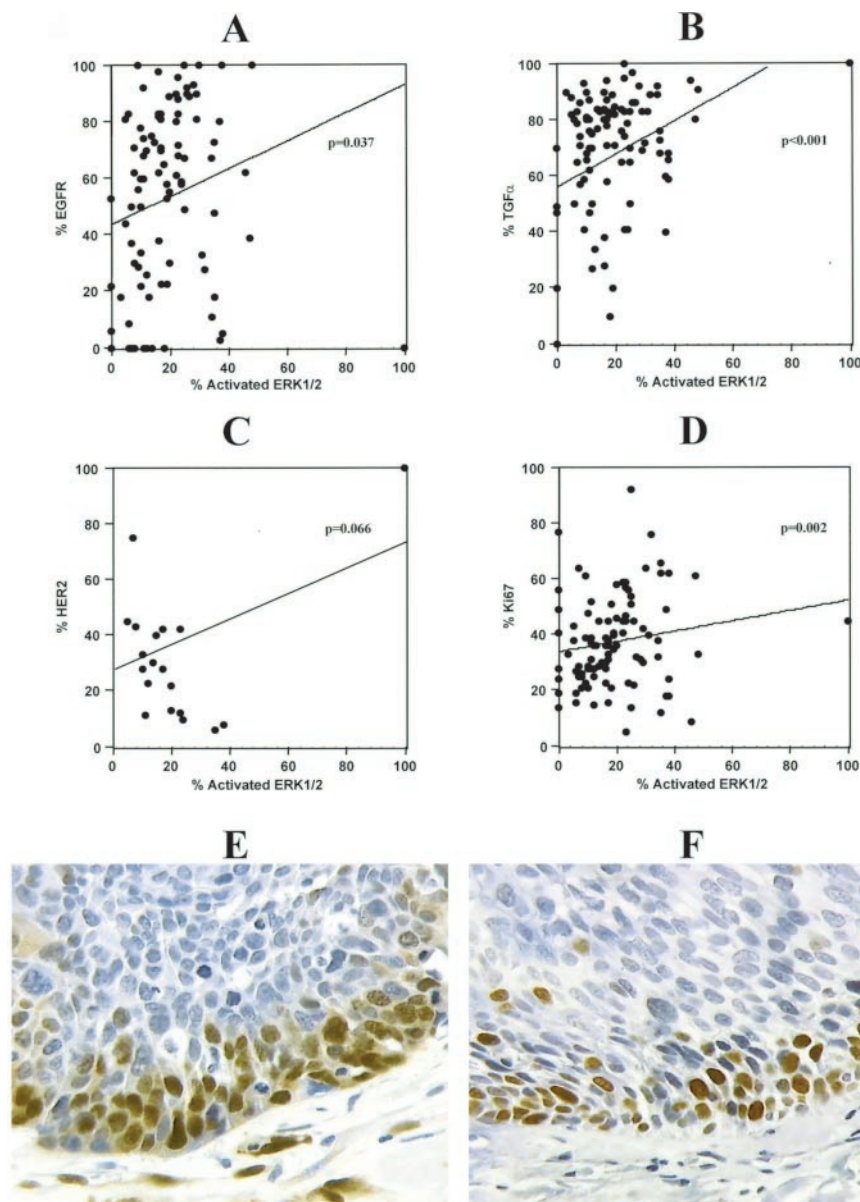 A
100
80
60
40
20
0
% EGFR
p=0.037
0 20 40 60 80 100
% Activated ERK1/2
B
100
80
60
40
20
0
% TGFα
p<0.001
0 20 40 60 80 100
% Activated ERK1/2
C
100
80
60
40
20
0
% HER2
p=0.066
0 20 40 60 80 100
% Activated ERK1/2
D
100
80
60
40
20
0
% Ki67
p=0.002
0 20 40 60 80 100
% Activated ERK1/2
E
F